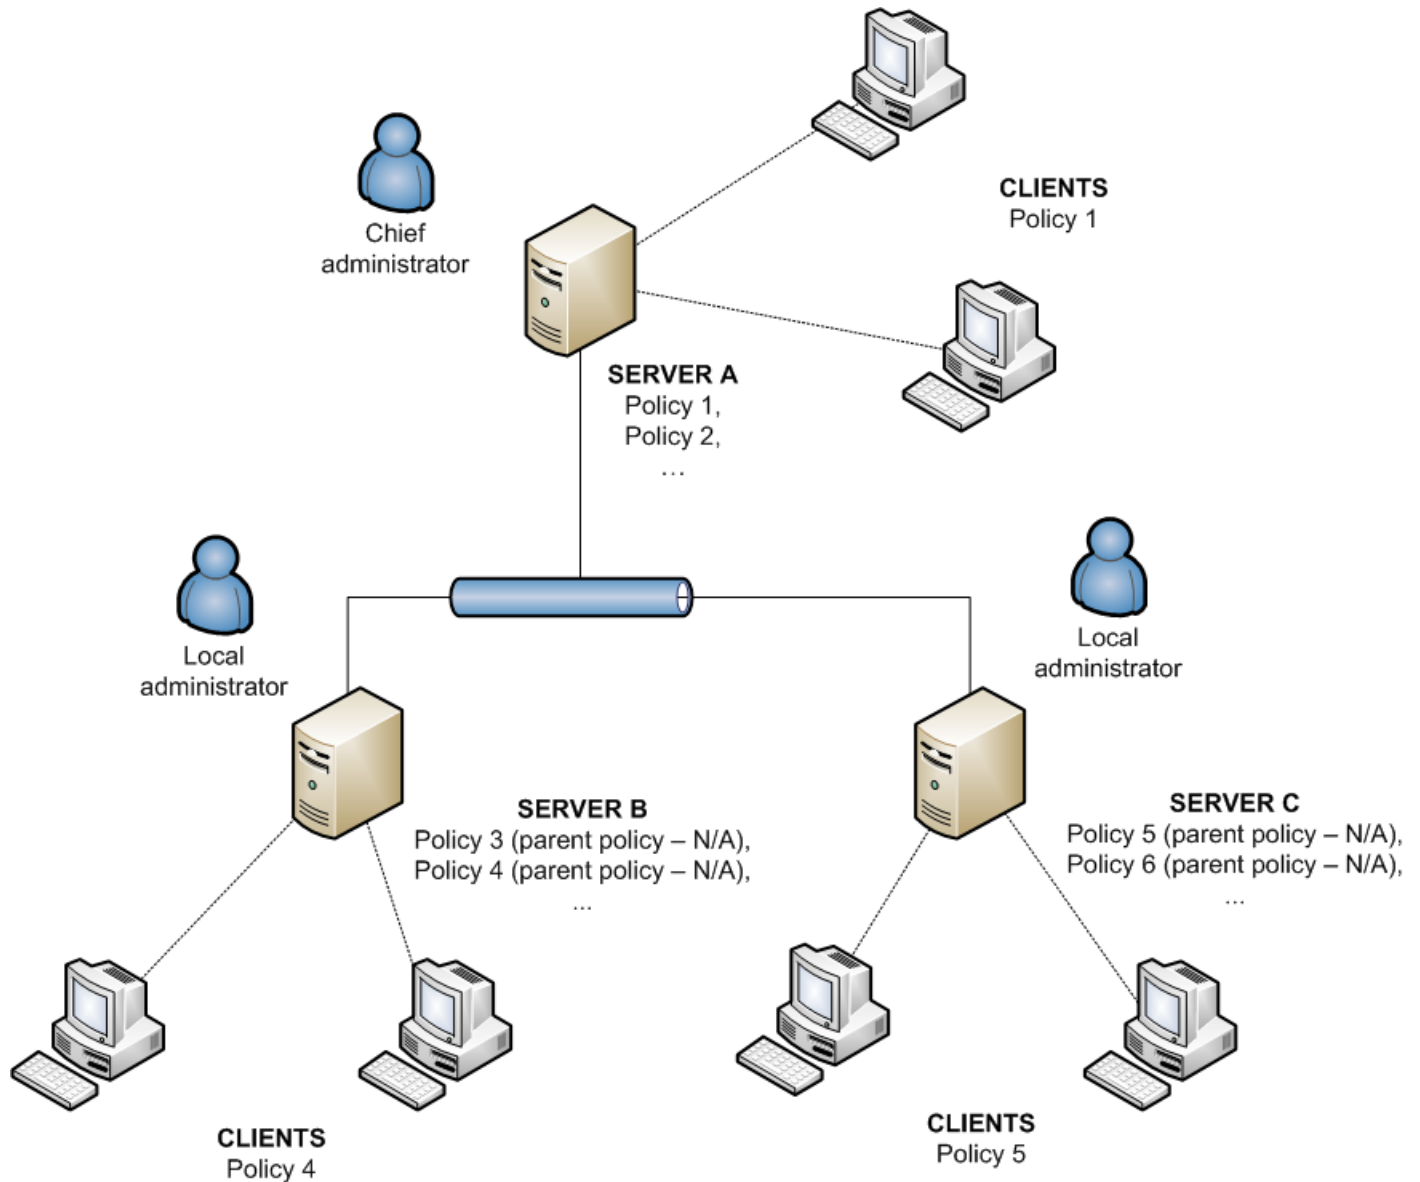 CLIENTS
Policy 1
Chief
administrator
SERVER A
Policy 1,
Policy 2,
…
Local
administrator
Local
administrator
SERVER B
Policy 3 (parent policy – N/A),
Policy 4 (parent policy – N/A),
...
SERVER C
Policy 5 (parent policy – N/A),
Policy 6 (parent policy – N/A),
...
CLIENTS
Policy 4
CLIENTS
Policy 5